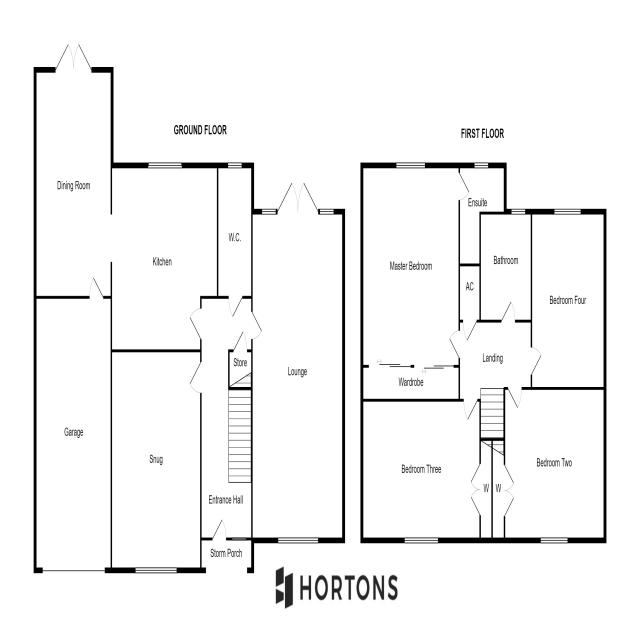 GROUND FLOOR
FIRST FLOOR
Dining Room
Kitchen
W.C.
Store
Lounge
Garage
Snug
Entrance Hall
Storm Porch
Ensuite
Master Bedroom
Bathroom
AC
Bedroom Four
Landing
Wardrobe
Bedroom Three
W
W
Bedroom Two
HORTONS